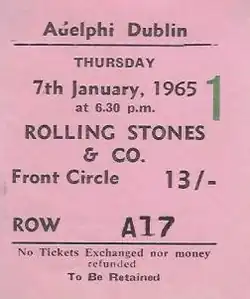 Adelphi Dublin
THURSDAY
7th January, 1965
at 6.30 p.m.
1
ROLLING STONES
& CO.
Front Circle 13/-
ROW A17
No Tickets Exchanged nor money
refunded
To Be Retained